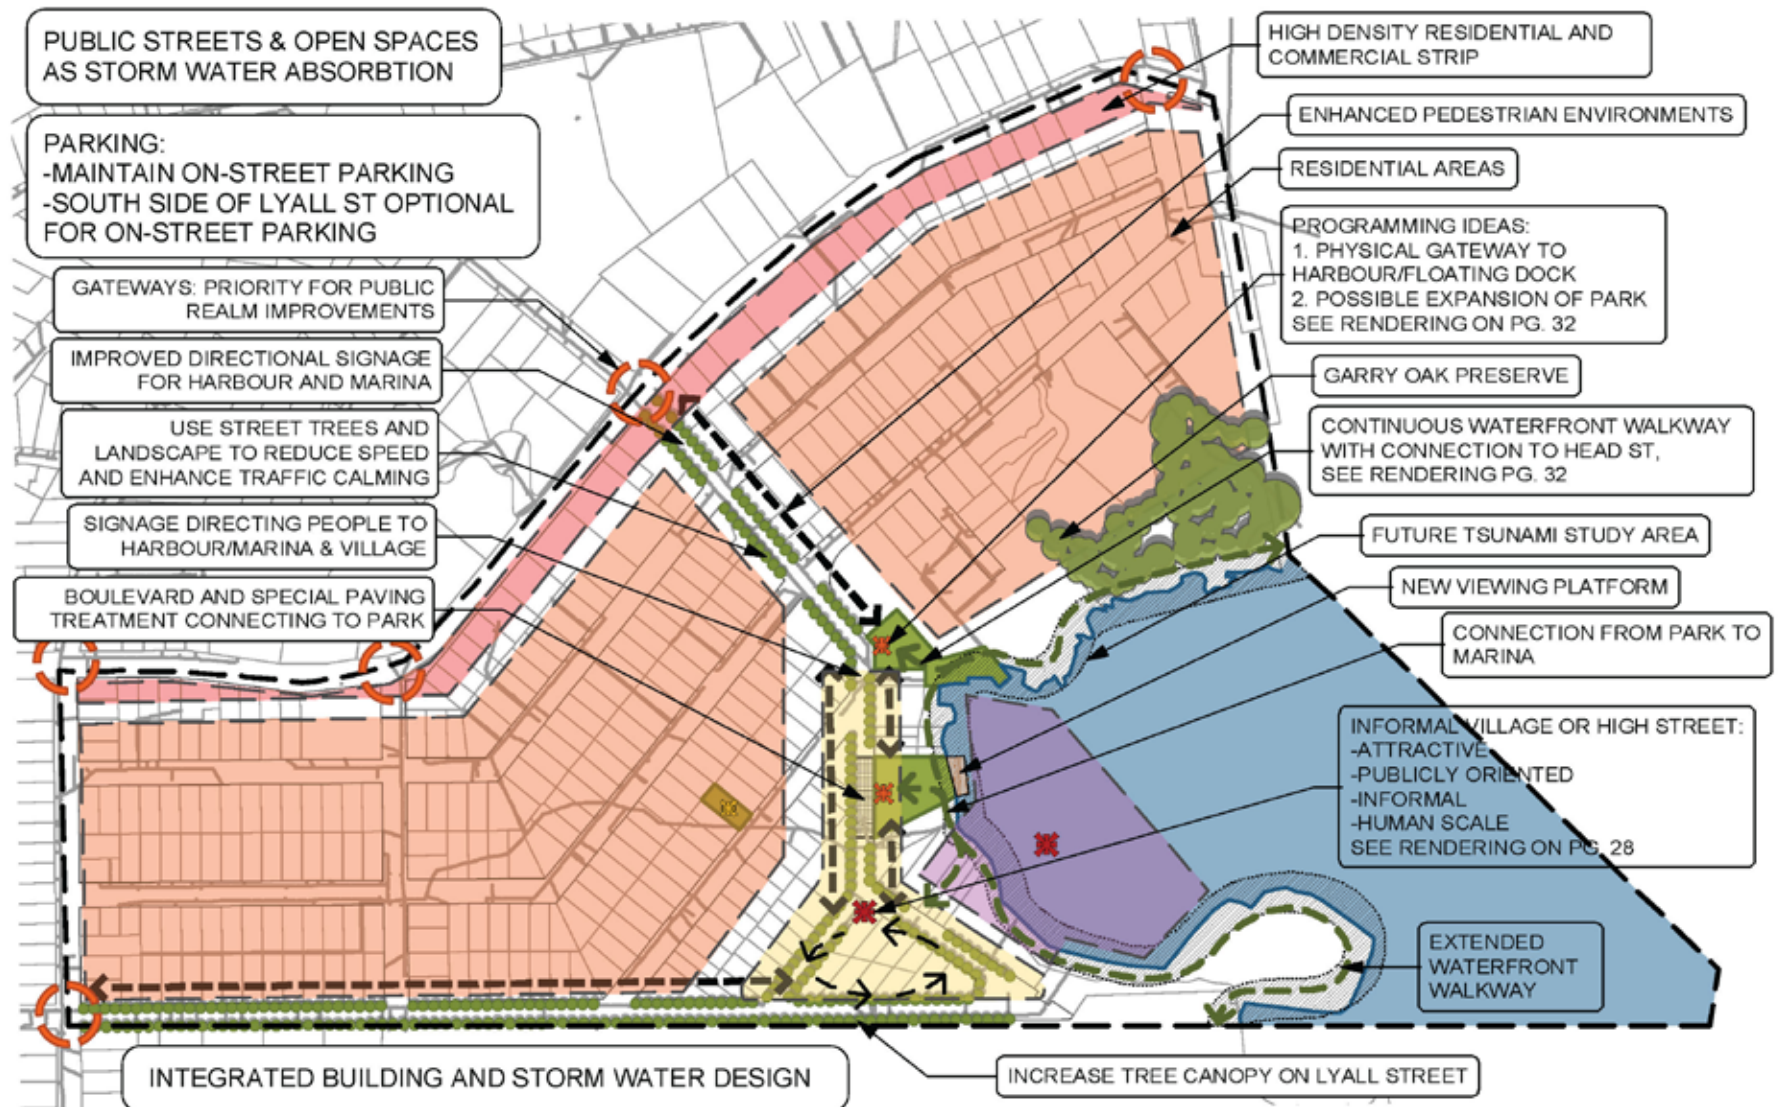 PUBLIC STREETS & OPEN SPACES
AS STORM WATER ABSORBTION
PARKING:
-MAINTAIN ON-STREET PARKING
-SOUTH SIDE OF LYALL ST OPTIONAL
FOR ON-STREET PARKING
GATEWAYS: PRIORITY FOR PUBLIC
REALM IMPROVEMENTS
IMPROVED DIRECTIONAL SIGNAGE
FOR HARBOUR AND MARINA
USE STREET TREES AND
LANDSCAPE TO REDUCE SPEED
AND ENHANCE TRAFFIC CALMING
SIGNAGE DIRECTING PEOPLE TO
HARBOUR/MARINA & VILLAGE
BOULEVARD AND SPECIAL PAVING
TREATMENT CONNECTING TO PARK
HIGH DENSITY RESIDENTIAL AND
COMMERCIAL STRIP
ENHANCED PEDESTRIAN ENVIRONMENTS
RESIDENTIAL AREAS
PROGRAMMING IDEAS:
1. PHYSICAL GATEWAY TO
HARBOUR/FLOATING DOCK
2. POSSIBLE EXPANSION OF PARK
SEE RENDERING ON PG. 32
GARRY OAK PRESERVE
CONTINUOUS WATERFRONT WALKWAY
WITH CONNECTION TO HEAD ST,
SEE RENDERING PG. 32
FUTURE TSUNAMI STUDY AREA
NEW VIEWING PLATFORM
CONNECTION FROM PARK TO
MARINA
INFORMAL VILLAGE OR HIGH STREET:
-ATTRACTIVE
-PUBLICLY ORIENTED
-INFORMAL
-HUMAN SCALE
SEE RENDERING ON PG. 28
EXTENDED
WATERFRONT
WALKWAY
INTEGRATED BUILDING AND STORM WATER DESIGN
INCREASE TREE CANOPY ON LYALL STREET